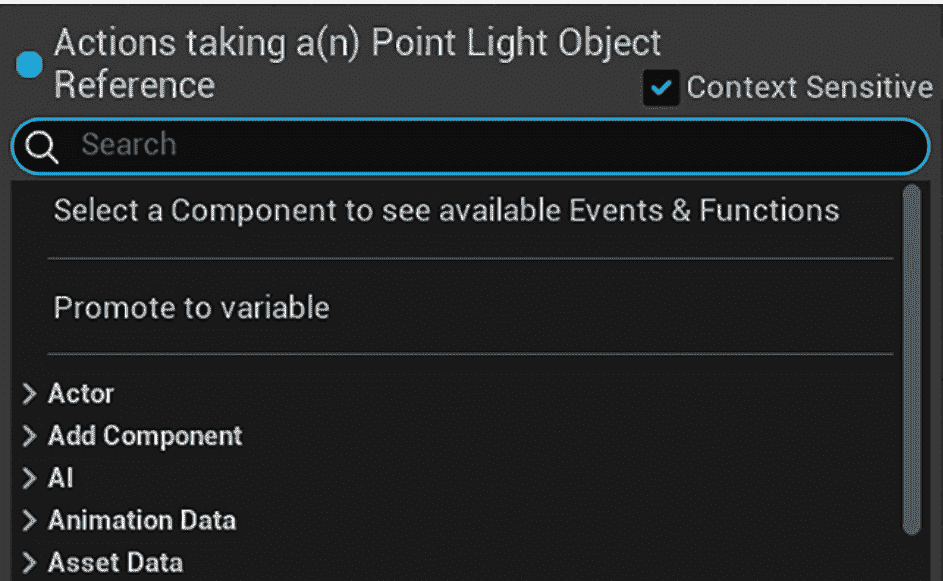 Actions taking a(n) Point Light Object
Reference
Context Sensitive
Search
Select a Component to see available Events & Functions
Promote to variable
Actor
Add Component
AI
Animation Data
Asset Data